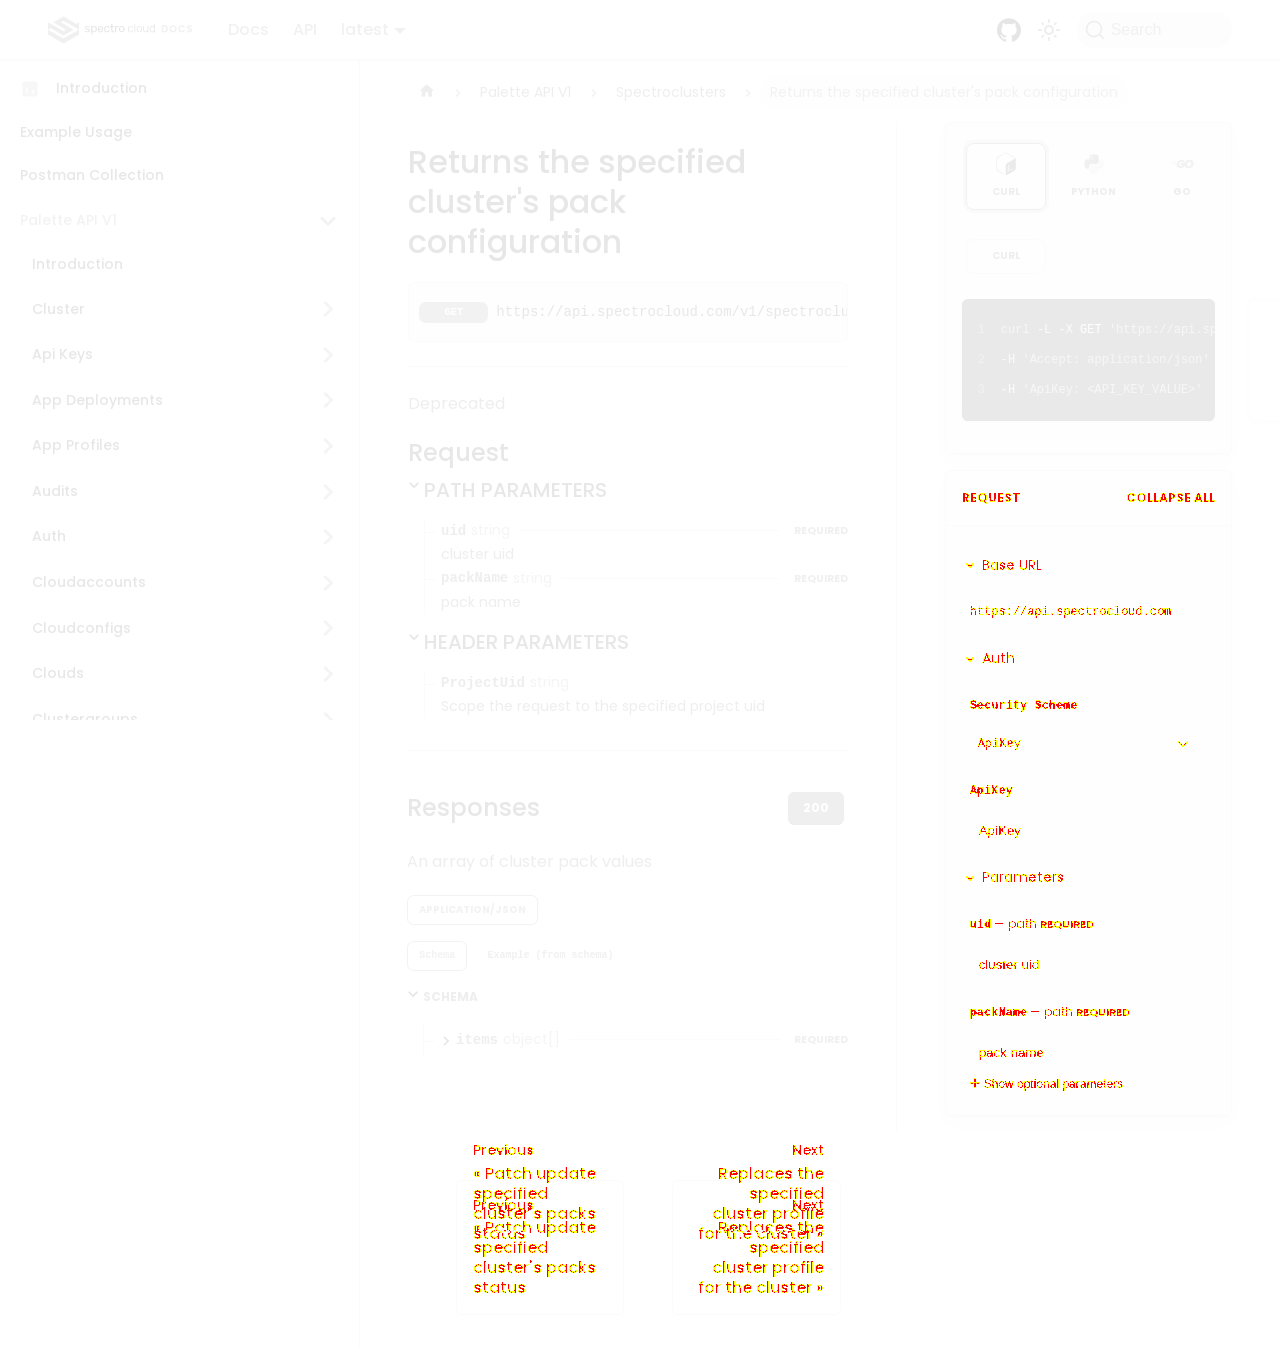 spectro cloud DOCS Docs API latest Search
Introduction
Example Usage
Postman Collection
Palette API V1
Introduction
Cluster
Api Keys
App Deployments
App Profiles
Audits
Auth
Cloudaccounts
Cloudconfigs
Clouds
Clustergroups
Palette API V1 Spectroclusters Returns the specified cluster's pack configuration
Returns the specified
cluster's pack
configuration
GET https://api.spectrocloud.com/v1/spectroclu
Deprecated
Request
PATH PARAMETERS
uid string REQUIRED
cluster uid
packName string REQUIRED
pack name
HEADER PARAMETERS
ProjectUid string
Scope the request to the specified project uid
Responses 200
An array of cluster pack values
APPLICATION/JSON
Schema Example (from schema)
SCHEMA
items object[] REQUIRED
CURL PYTHON GO
CURL
1 curl -L -X GET 'https://api.sp
2 -H 'Accept: application/json'
3 -H 'ApiKey: <API_KEY_VALUE>'
REQUEST COLLAPSE ALL
Base URL
https://api.spectrocloud.com
Auth
Security Scheme
ApiKey
ApiKey
ApiKey
Parameters
uid — path REQUIRED
cluster uid
packName — path REQUIRED
pack name
Show optional parameters
Previous
« Patch update
specified
cluster's packs
status
Next
Replaces the
specified
cluster profile
for the cluster »
Previous
« Patch update
specified
cluster's packs
status
Next
Replaces the
specified
cluster profile
for the cluster »